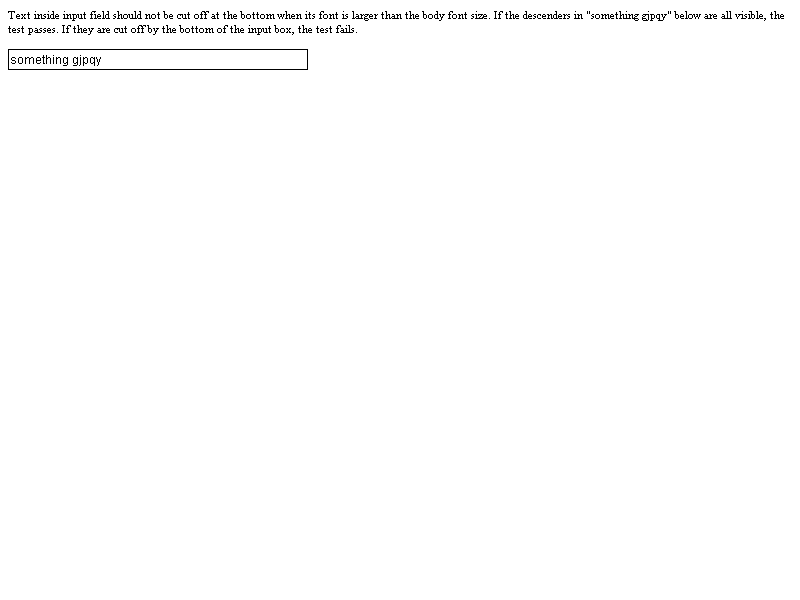 Text inside input field should not be cut off at the bottom when its font is larger than the body font size. If the descenders in "something gjpqy" below are all visible, the
test passes. If they are cut off by the bottom of the input box, the test fails.
something gjpqy